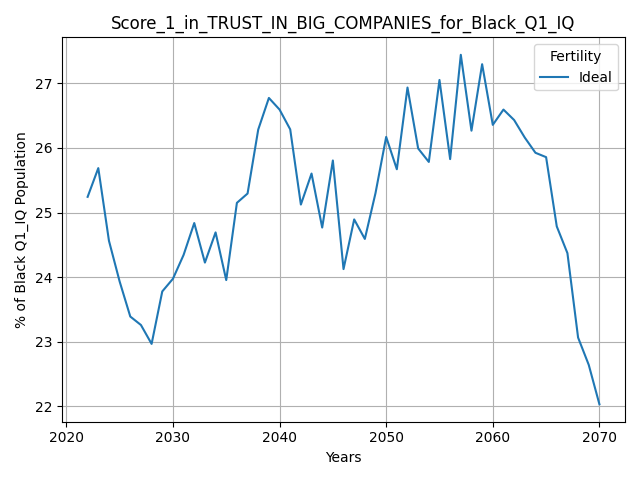 Score_1_in_TRUST_IN_BIG_COMPANIES_for_Black_Q1_IQ
Fertility
Ideal
27
26
25
24
23
22
% of Black Q1_IQ Population
2020 2030 2040 2050 2060 2070
Years